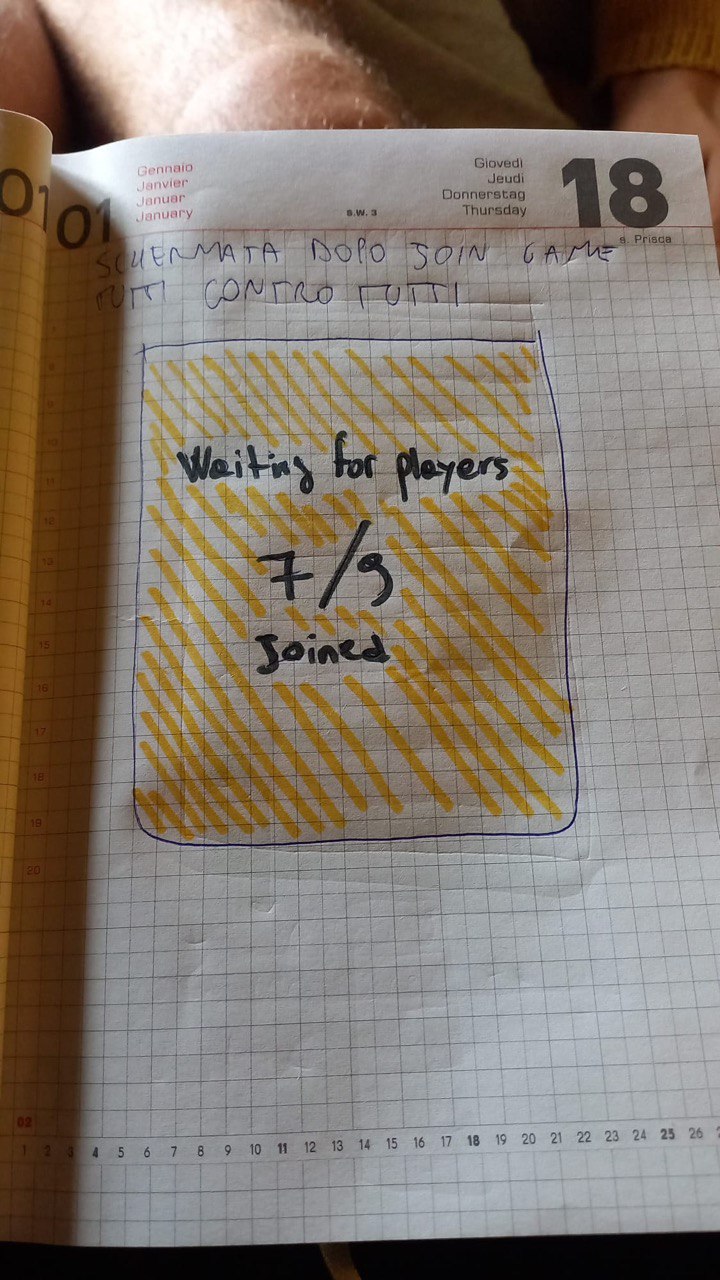 01
01
Gennaio
Janvier
Januar
January
S.W. 3
Giovedì
Jeudi
Donnerstag
Thursday
18
s. Prisca
SCHERMATA DOPO JOIN GAME
TUTTI CONTRO TUTTI
Waiting for players
7/9
Joined
8
9
10
11
12
13
14
15
16
17
18
19
20
02
1 2 3 4 5 6 7 8 9 10 11 12 13 14 15 16 17 18 19 20 21 22 23 24 25 26